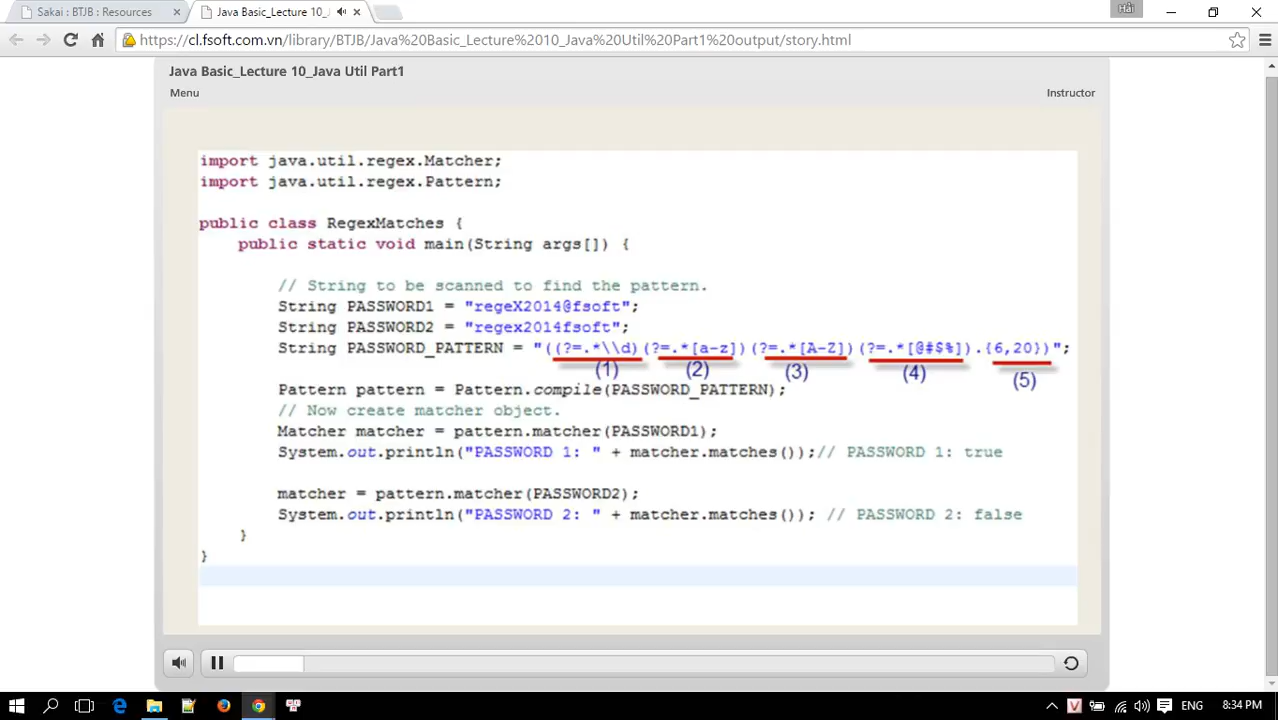 Sakai : BTJB : Resources
Java Basic_Lecture 10_J
Hải
https://cl.fsoft.com.vn/library/BTJB/Java%20Basic_Lecture%2010_Java%20Util%20Part1%20output/story.html
Java Basic_Lecture 10_Java Util Part1
Menu
Instructor
import java.util.regex.Matcher;
import java.util.regex.Pattern;
public class RegexMatches {
public static void main(String args[]) {
// String to be scanned to find the pattern.
String PASSWORD1 = "regeX2014@fsoft";
String PASSWORD2 = "regex2014fsoft";
String PASSWORD_PATTERN = "((?=.*\\d)(?=.*[a-z])(?=.*[A-Z])(?=.*[@#$%]).{6,20})";
(1) (2) (3) (4) (5)
Pattern pattern = Pattern.compile(PASSWORD_PATTERN);
// Now create matcher object.
Matcher matcher = pattern.matcher(PASSWORD1);
System.out.println("PASSWORD 1: " + matcher.matches());// PASSWORD 1: true
matcher = pattern.matcher(PASSWORD2);
System.out.println("PASSWORD 2: " + matcher.matches()); // PASSWORD 2: false
}
}
ENG
8:34 PM